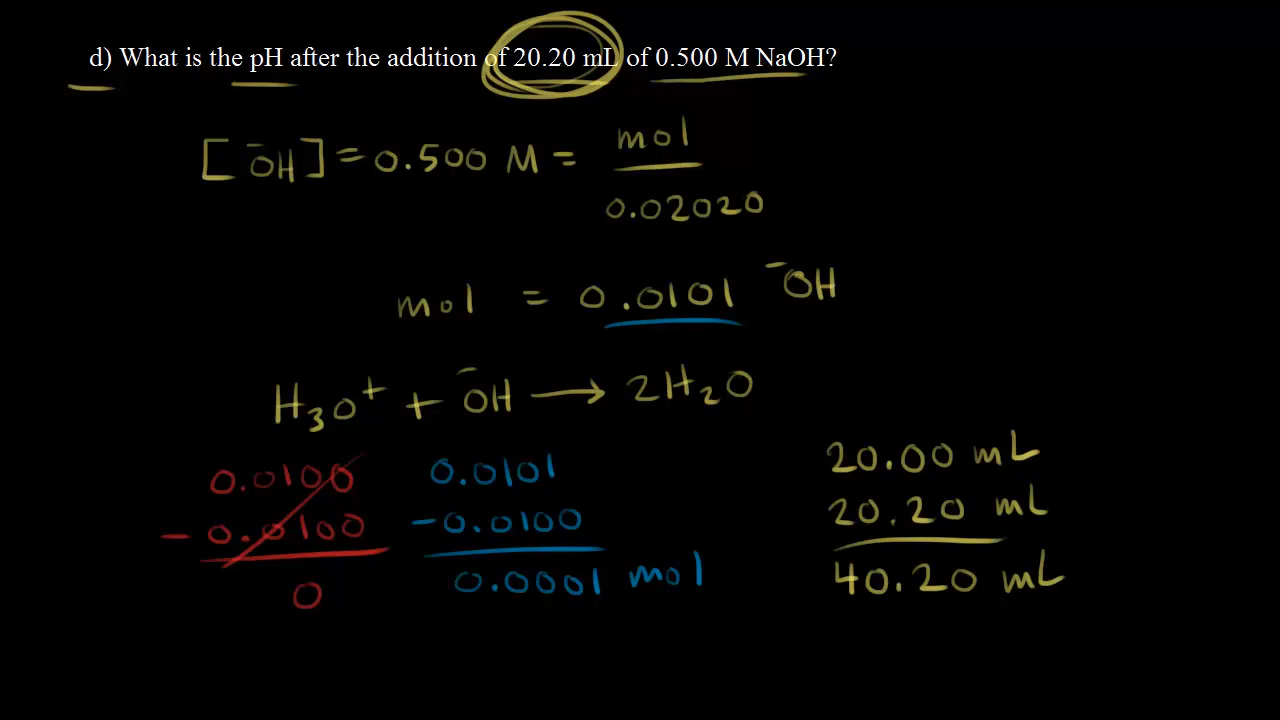 d) What is the pH after the addition of 20.20 mL of 0.500 M NaOH?
[⁻OH] = 0.500 M = mol
0.02020
mol = 0.0101 ⁻OH
H₃O⁺ + ⁻OH → 2H₂O
0.0100 0.0101 20.00 mL
- 0.0100 - 0.0100 20.20 mL
0 0.0001 mol 40.20 mL